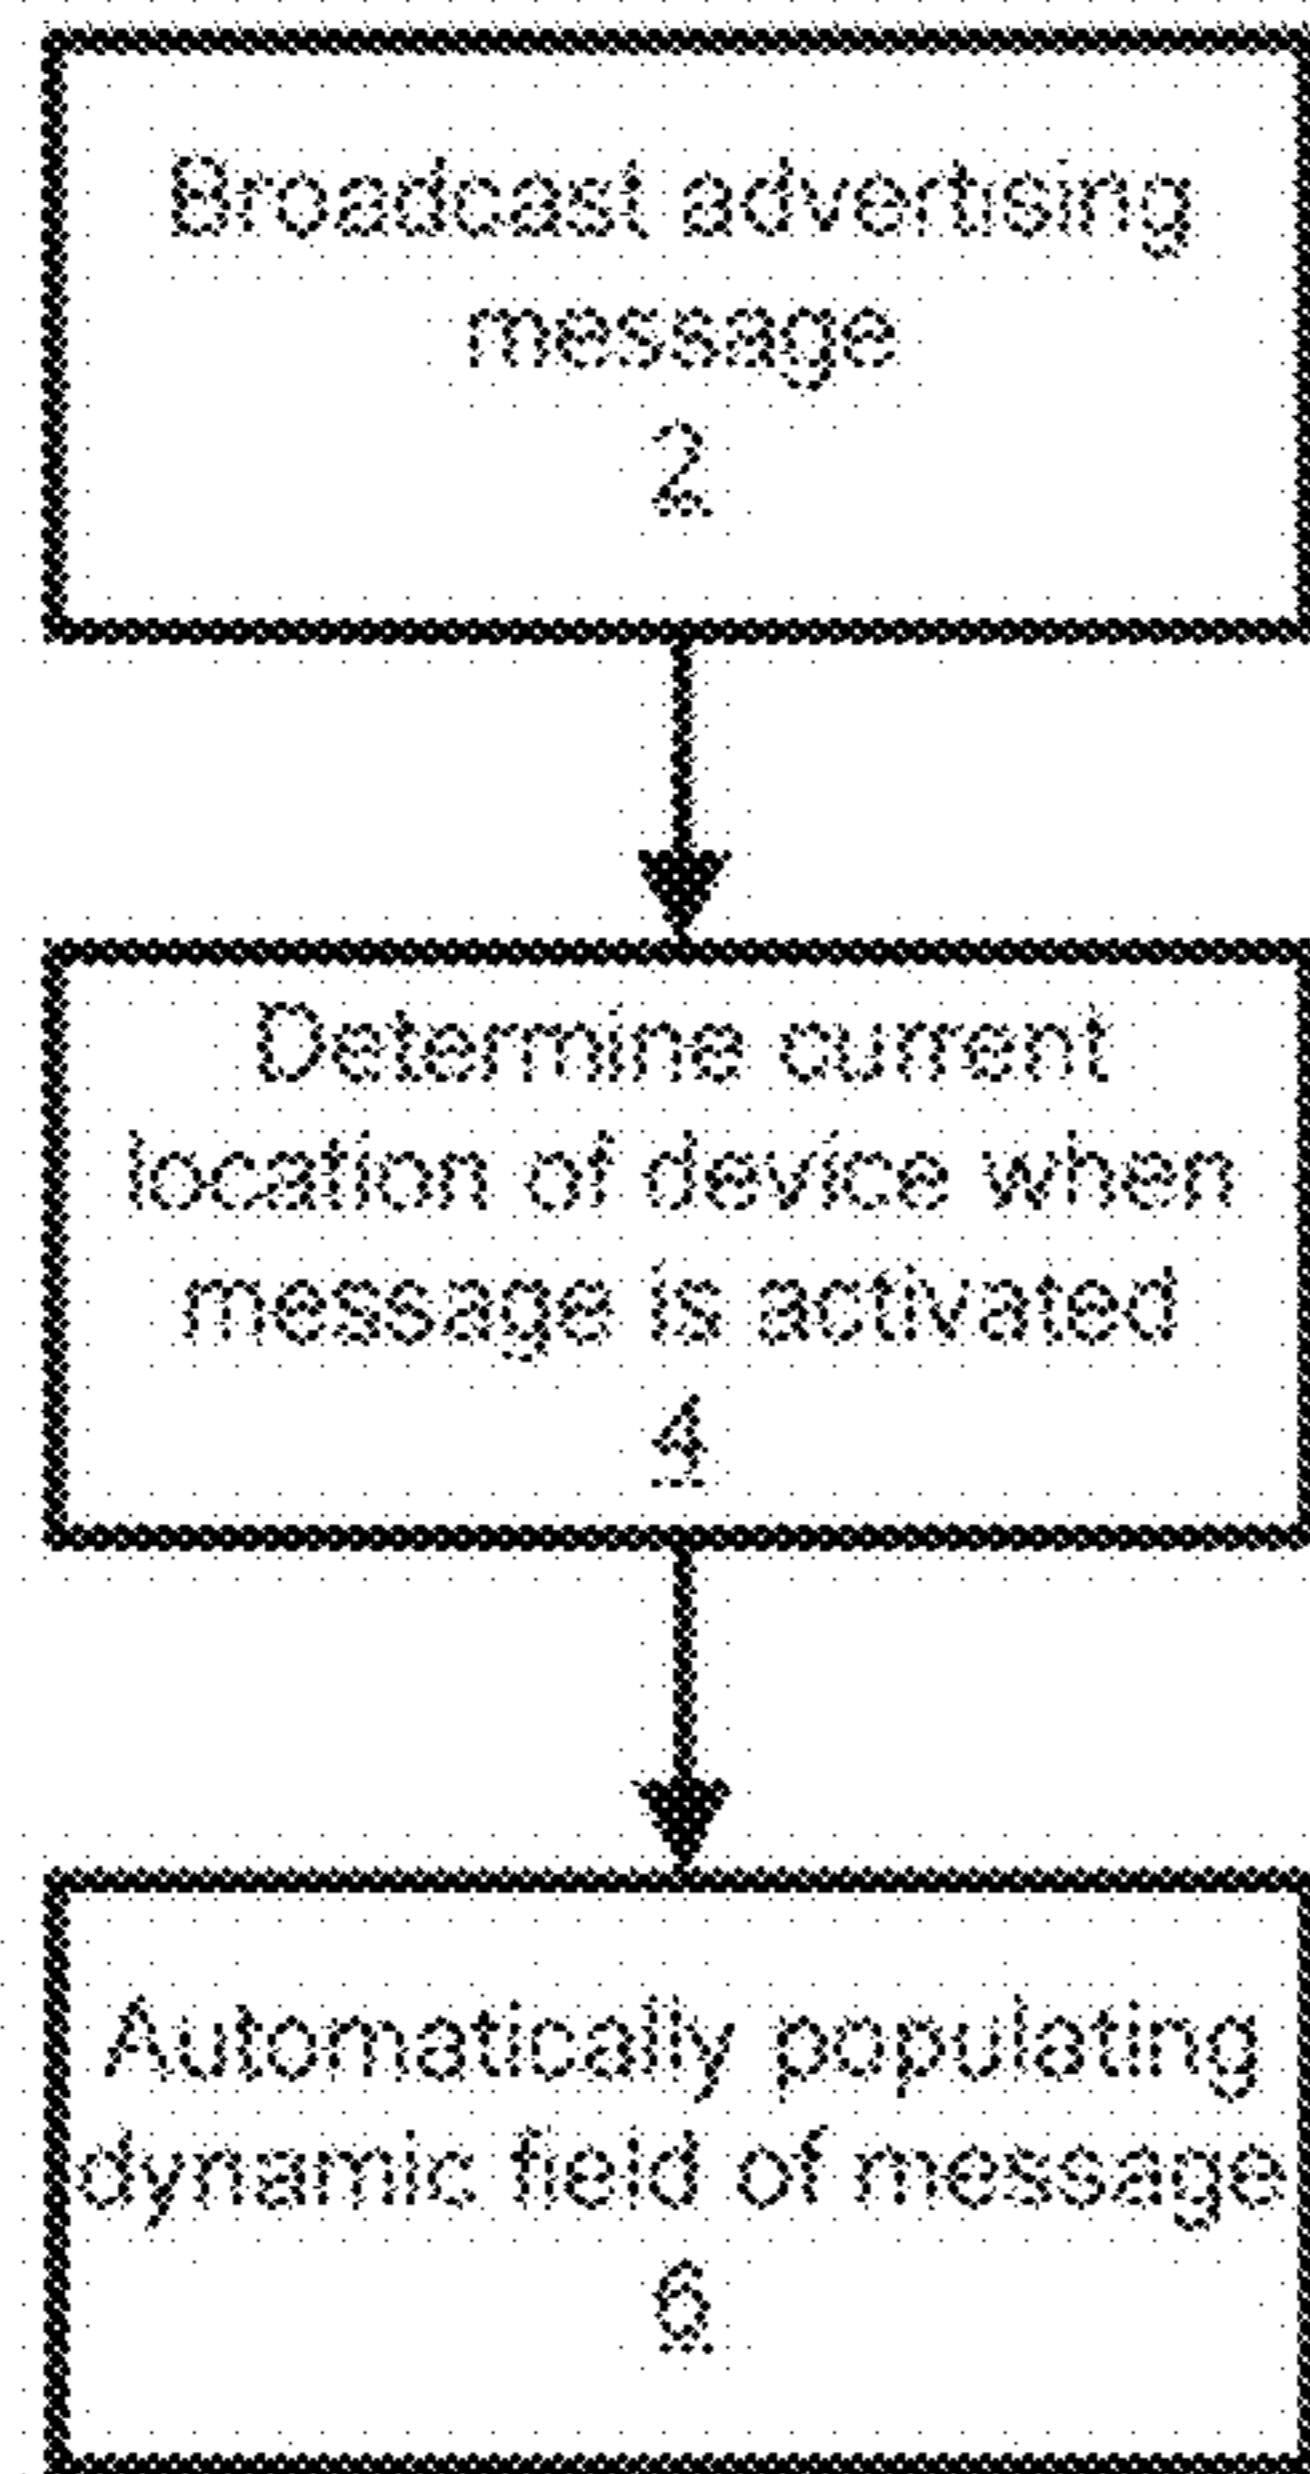 Broadcast advertising
message
2
Determine current
location of device when
message is activated
4
Automatically populating
dynamic field of message
6